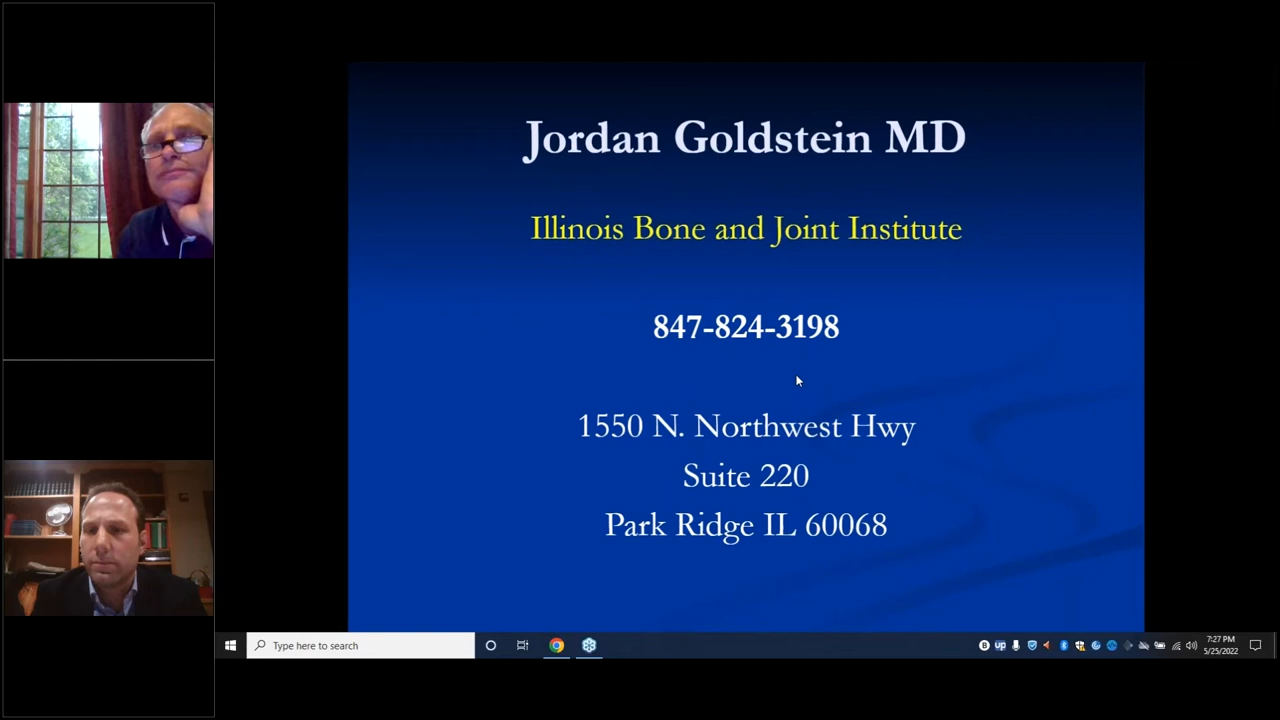 Jordan Goldstein MD
Illinois Bone and Joint Institute
847-824-3198
1550 N. Northwest Hwy
Suite 220
Park Ridge IL 60068
Type here to search
B
up
7:27 PM
5/25/2022